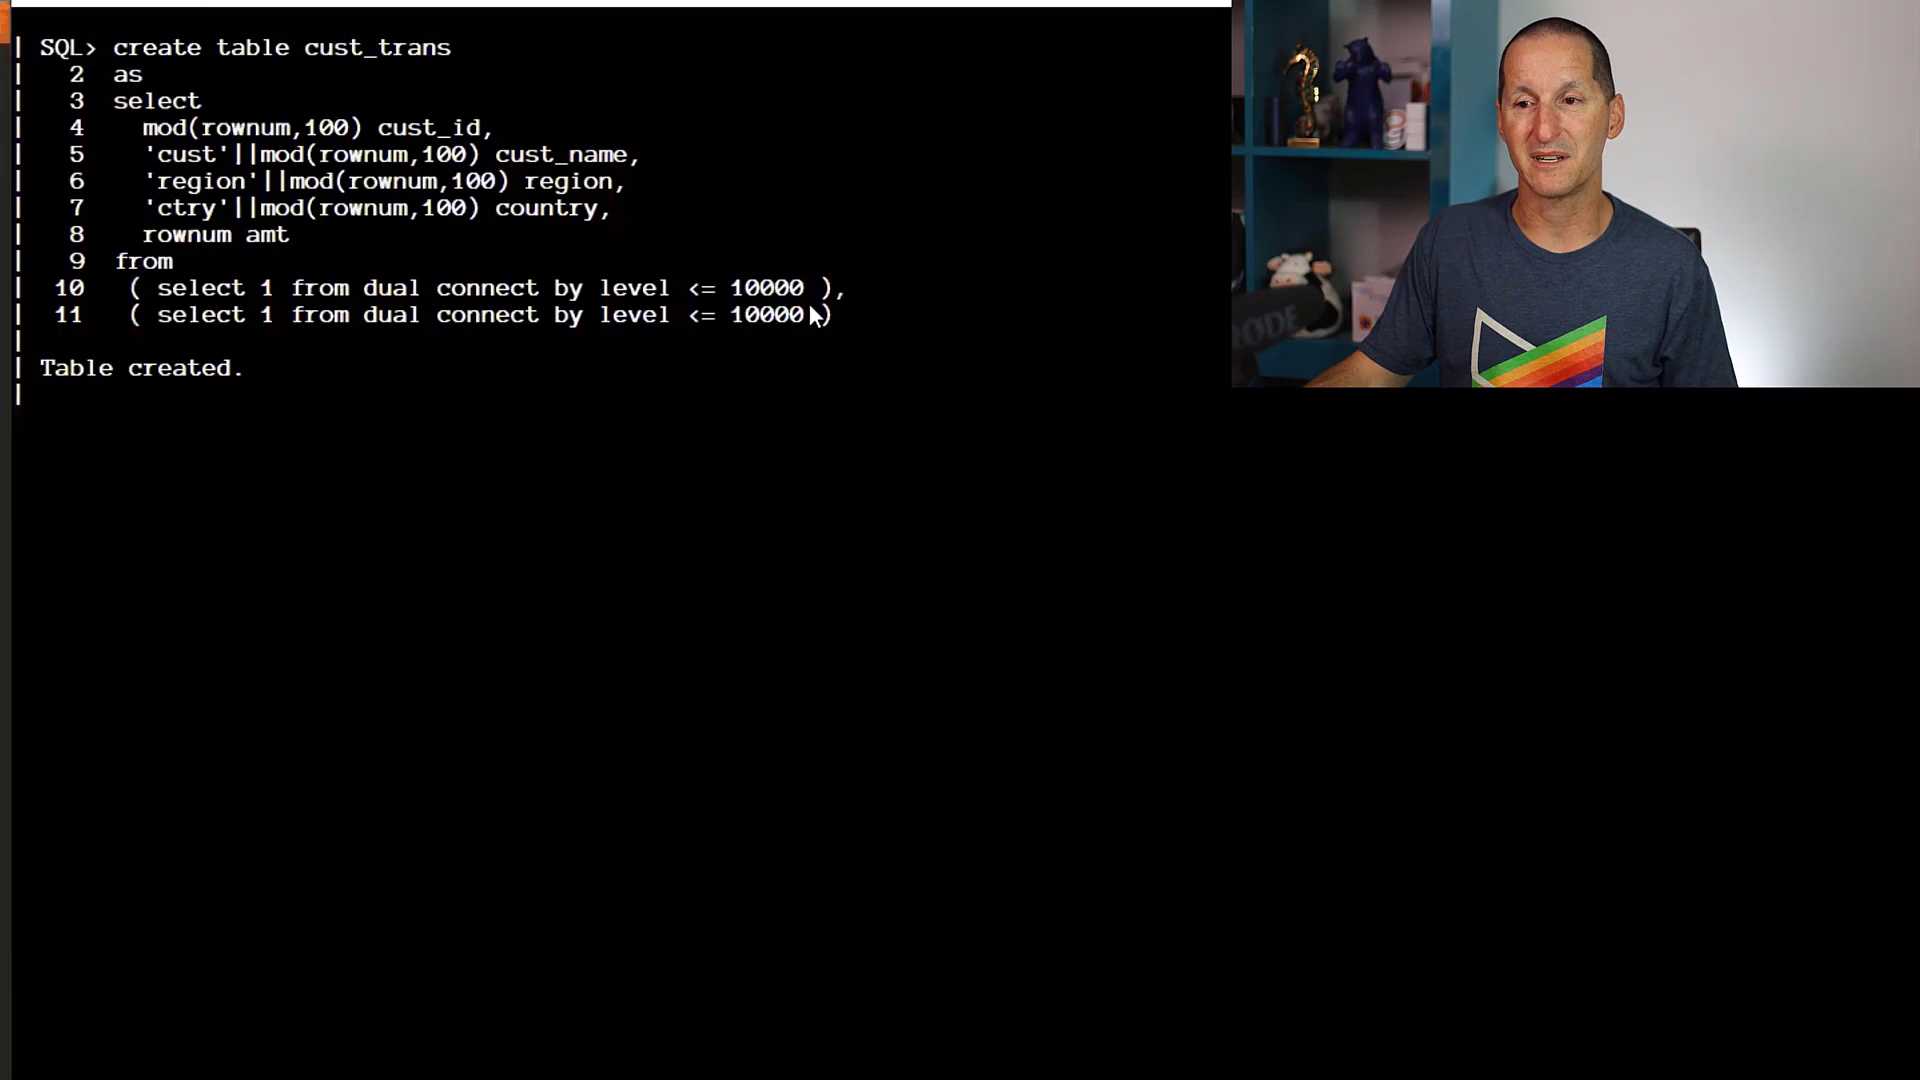 | SQL> create table cust_trans
| 2 as
| 3 select
| 4 mod(rownum,100) cust_id,
| 5 'cust'||mod(rownum,100) cust_name,
| 6 'region'||mod(rownum,100) region,
| 7 'ctry'||mod(rownum,100) country,
| 8 rownum amt
| 9 from
| 10 ( select 1 from dual connect by level <= 10000 ),
| 11 ( select 1 from dual connect by level <= 10000 )
|
| Table created.
|
RODE